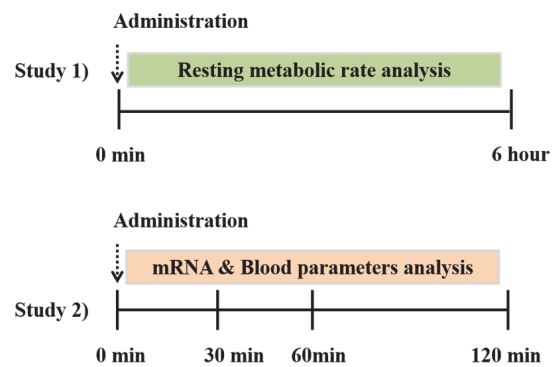 Administration
Study 1)
Resting metabolic rate analysis
0 min
6 hour
Administration
mRNA & Blood parameters analysis
Study 2)
0 min
30 min
60min
120 min